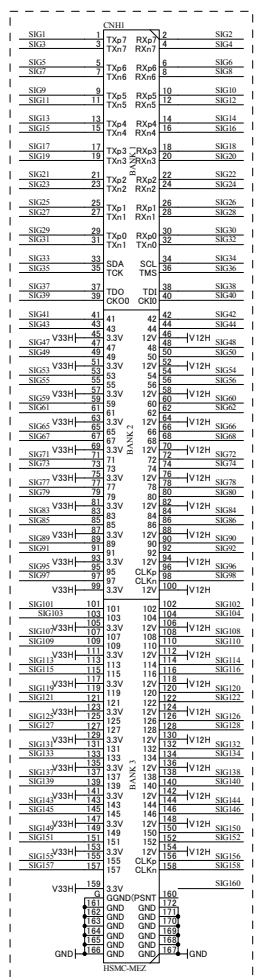 CNH1
SIG1 1 TXp7 RXp7 2 SIG2
SIG3 3 TXn7 RXn7 4 SIG4
SIG5 5 TXp6 RXp6 6 SIG6
SIG7 7 TXn6 RXn6 8 SIG8
SIG9 9 TXp5 RXp5 10 SIG10
SIG11 11 TXn5 RXn5 12 SIG12
SIG13 13 TXp4 RXp4 14 SIG14
SIG15 15 TXn4 RXn4 16 SIG16
BANK 1
SIG17 17 TXp3 RXp3 18 SIG18
SIG19 19 TXn3 RXn3 20 SIG20
SIG21 21 TXp2 RXp2 22 SIG22
SIG23 23 TXn2 RXn2 24 SIG24
SIG25 25 TXp1 RXp1 26 SIG26
SIG27 27 TXn1 RXn1 28 SIG28
SIG29 29 TXp0 RXp0 30 SIG30
SIG31 31 TXn1 TXn0 32 SIG32
SIG33 33 SDA SCL 34 SIG34
SIG35 35 TCK TMS 36 SIG36
SIG37 37 TDO TDI 38 SIG38
SIG39 39 CKO0 CKI0 40 SIG40
SIG41 41 41 42 42 SIG42
SIG43 43 43 44 44 SIG44
V33H 45 3.3V 12V 46 V12H
SIG47 47 47 48 48 SIG48
SIG49 49 49 50 50 SIG50
V33H 51 3.3V 12V 52 V12H
SIG53 53 53 54 54 SIG54
SIG55 55 55 56 56 SIG56
V33H 57 3.3V 12V 58 V12H
SIG59 59 59 60 60 SIG60
SIG61 61 61 62 62 SIG62
V33H 63 3.3V 12V 64 V12H
SIG65 65 65 66 66 SIG66
SIG67 67 67 68 68 SIG68
BANK 2
V33H 69 3.3V 12V 70 V12H
SIG71 71 71 72 72 SIG72
SIG73 73 73 74 74 SIG74
V33H 75 3.3V 12V 76 V12H
SIG77 77 77 78 78 SIG78
SIG79 79 79 80 80 SIG80
V33H 81 3.3V 12V 82 V12H
SIG83 83 83 84 84 SIG84
SIG85 85 85 86 86 SIG86
V33H 87 3.3V 12V 88 V12H
SIG89 89 89 90 90 SIG90
SIG91 91 91 92 92 SIG92
V33H 93 3.3V 12V 94 V12H
SIG95 95 95 CLKp 96 SIG96
SIG97 97 97 CLKn 98 SIG98
V33H 99 3.3V 12V 100 V12H
SIG101 101 101 102 102 SIG102
SIG103 103 103 104 104 SIG104
V33H 105 3.3V 12V 106 V12H
SIG107 107 107 108 108 SIG108
SIG109 109 109 110 110 SIG110
V33H 111 3.3V 12V 112 V12H
SIG113 113 113 114 114 SIG114
SIG115 115 115 116 116 SIG116
V33H 117 3.3V 12V 118 V12H
SIG119 119 119 120 120 SIG120
SIG121 121 121 122 122 SIG122
V33H 123 3.3V 12V 124 V12H
SIG125 125 125 126 126 SIG126
SIG127 127 127 128 128 SIG128
V33H 129 3.3V 12V 130 V12H
SIG131 131 131 132 132 SIG132
SIG133 133 133 134 134 SIG134
BANK 3
V33H 135 3.3V 12V 136 V12H
SIG137 137 137 138 138 SIG138
SIG139 139 139 140 140 SIG140
V33H 141 3.3V 12V 142 V12H
SIG143 143 143 144 144 SIG144
SIG145 145 145 146 146 SIG146
V33H 147 3.3V 12V 148 V12H
SIG149 149 149 150 150 SIG150
SIG151 151 151 152 152 SIG152
V33H 153 3.3V 12V 154 V12H
SIG155 155 155 CLKp 156 SIG156
SIG157 157 157 CLKn 158 SIG158
V33H 159 3.3V SIG160
G GGND(PSNT 160
161 GND GND 172
162 GND GND 171
163 GND GND 170
164 GND GND 169
165 GND GND 168
GND 166 GND GND 167 GND
HSMC-MEZ